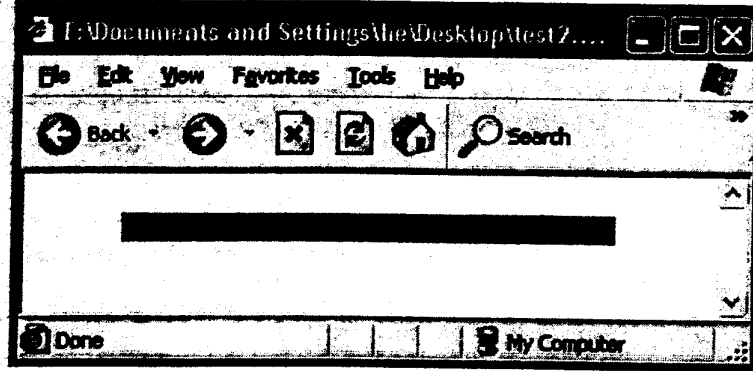 E:\Documents and Settings\he\Desktop\test2....
File Edit View Favorites Tools Help
Back Search
Done My Computer